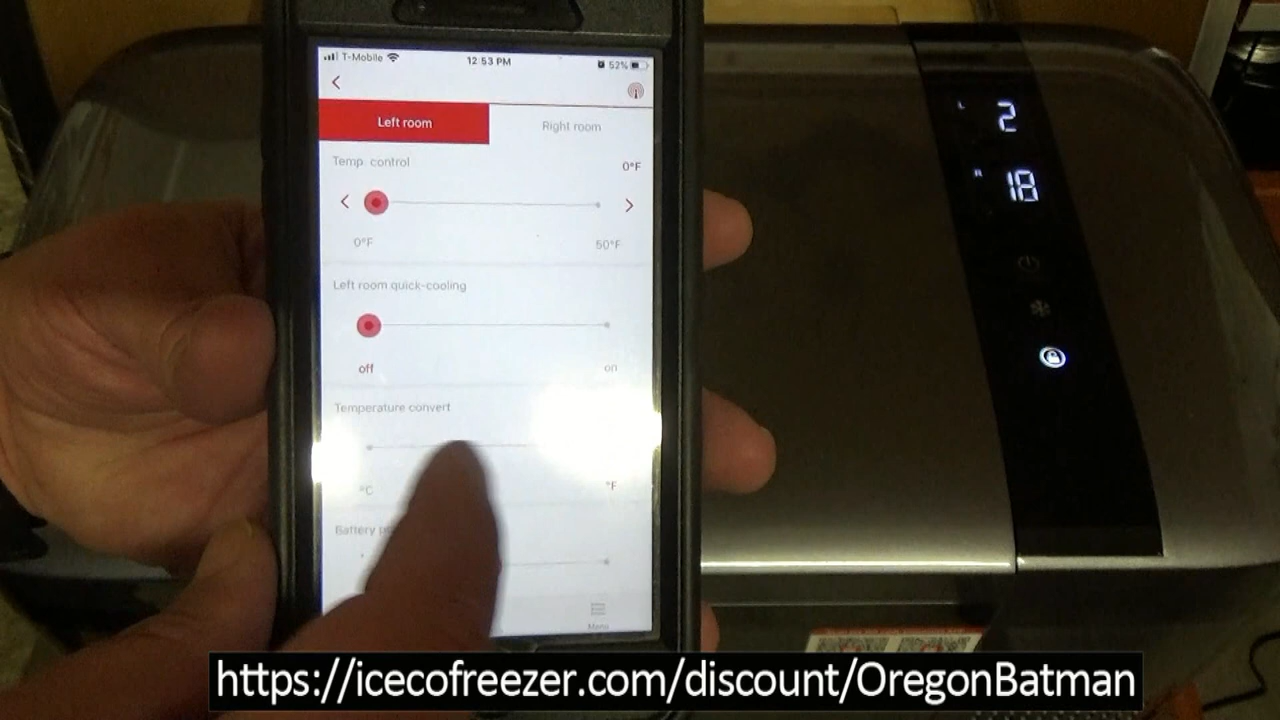 T-Mobile 12:53 PM 52%
Left room Right room
Temp. control 0°F
0°F 50°F
Left room quick-cooling
off on
Temperature convert
°C °F
Battery
Menu
L 2
R 18
https://icecofreezer.com/discount/OregonBatman